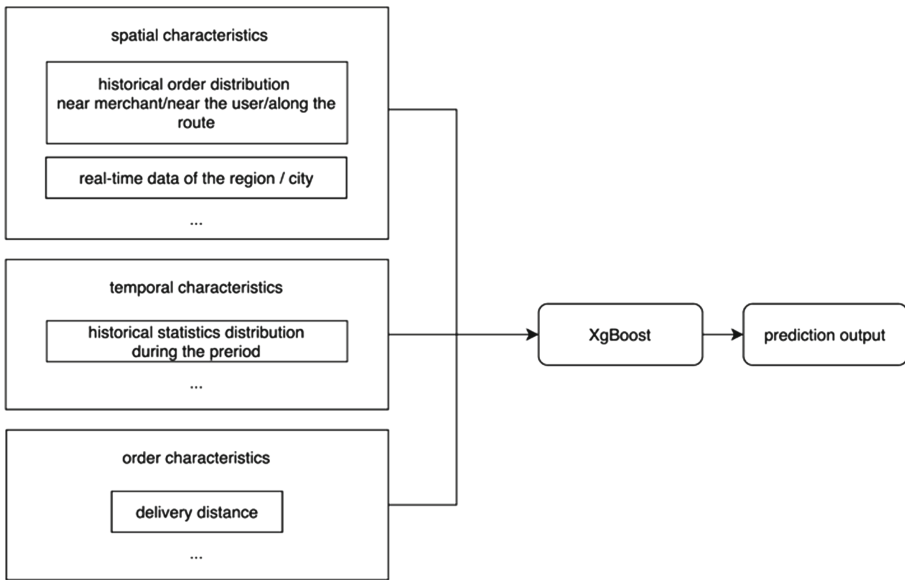 spatial characteristics
historical order distribution
near merchant/near the user/along the
route
real-time data of the region / city
...
temporal characteristics
historical statistics distribution
during the preriod
...
order characteristics
delivery distance
...
XgBoost
prediction output